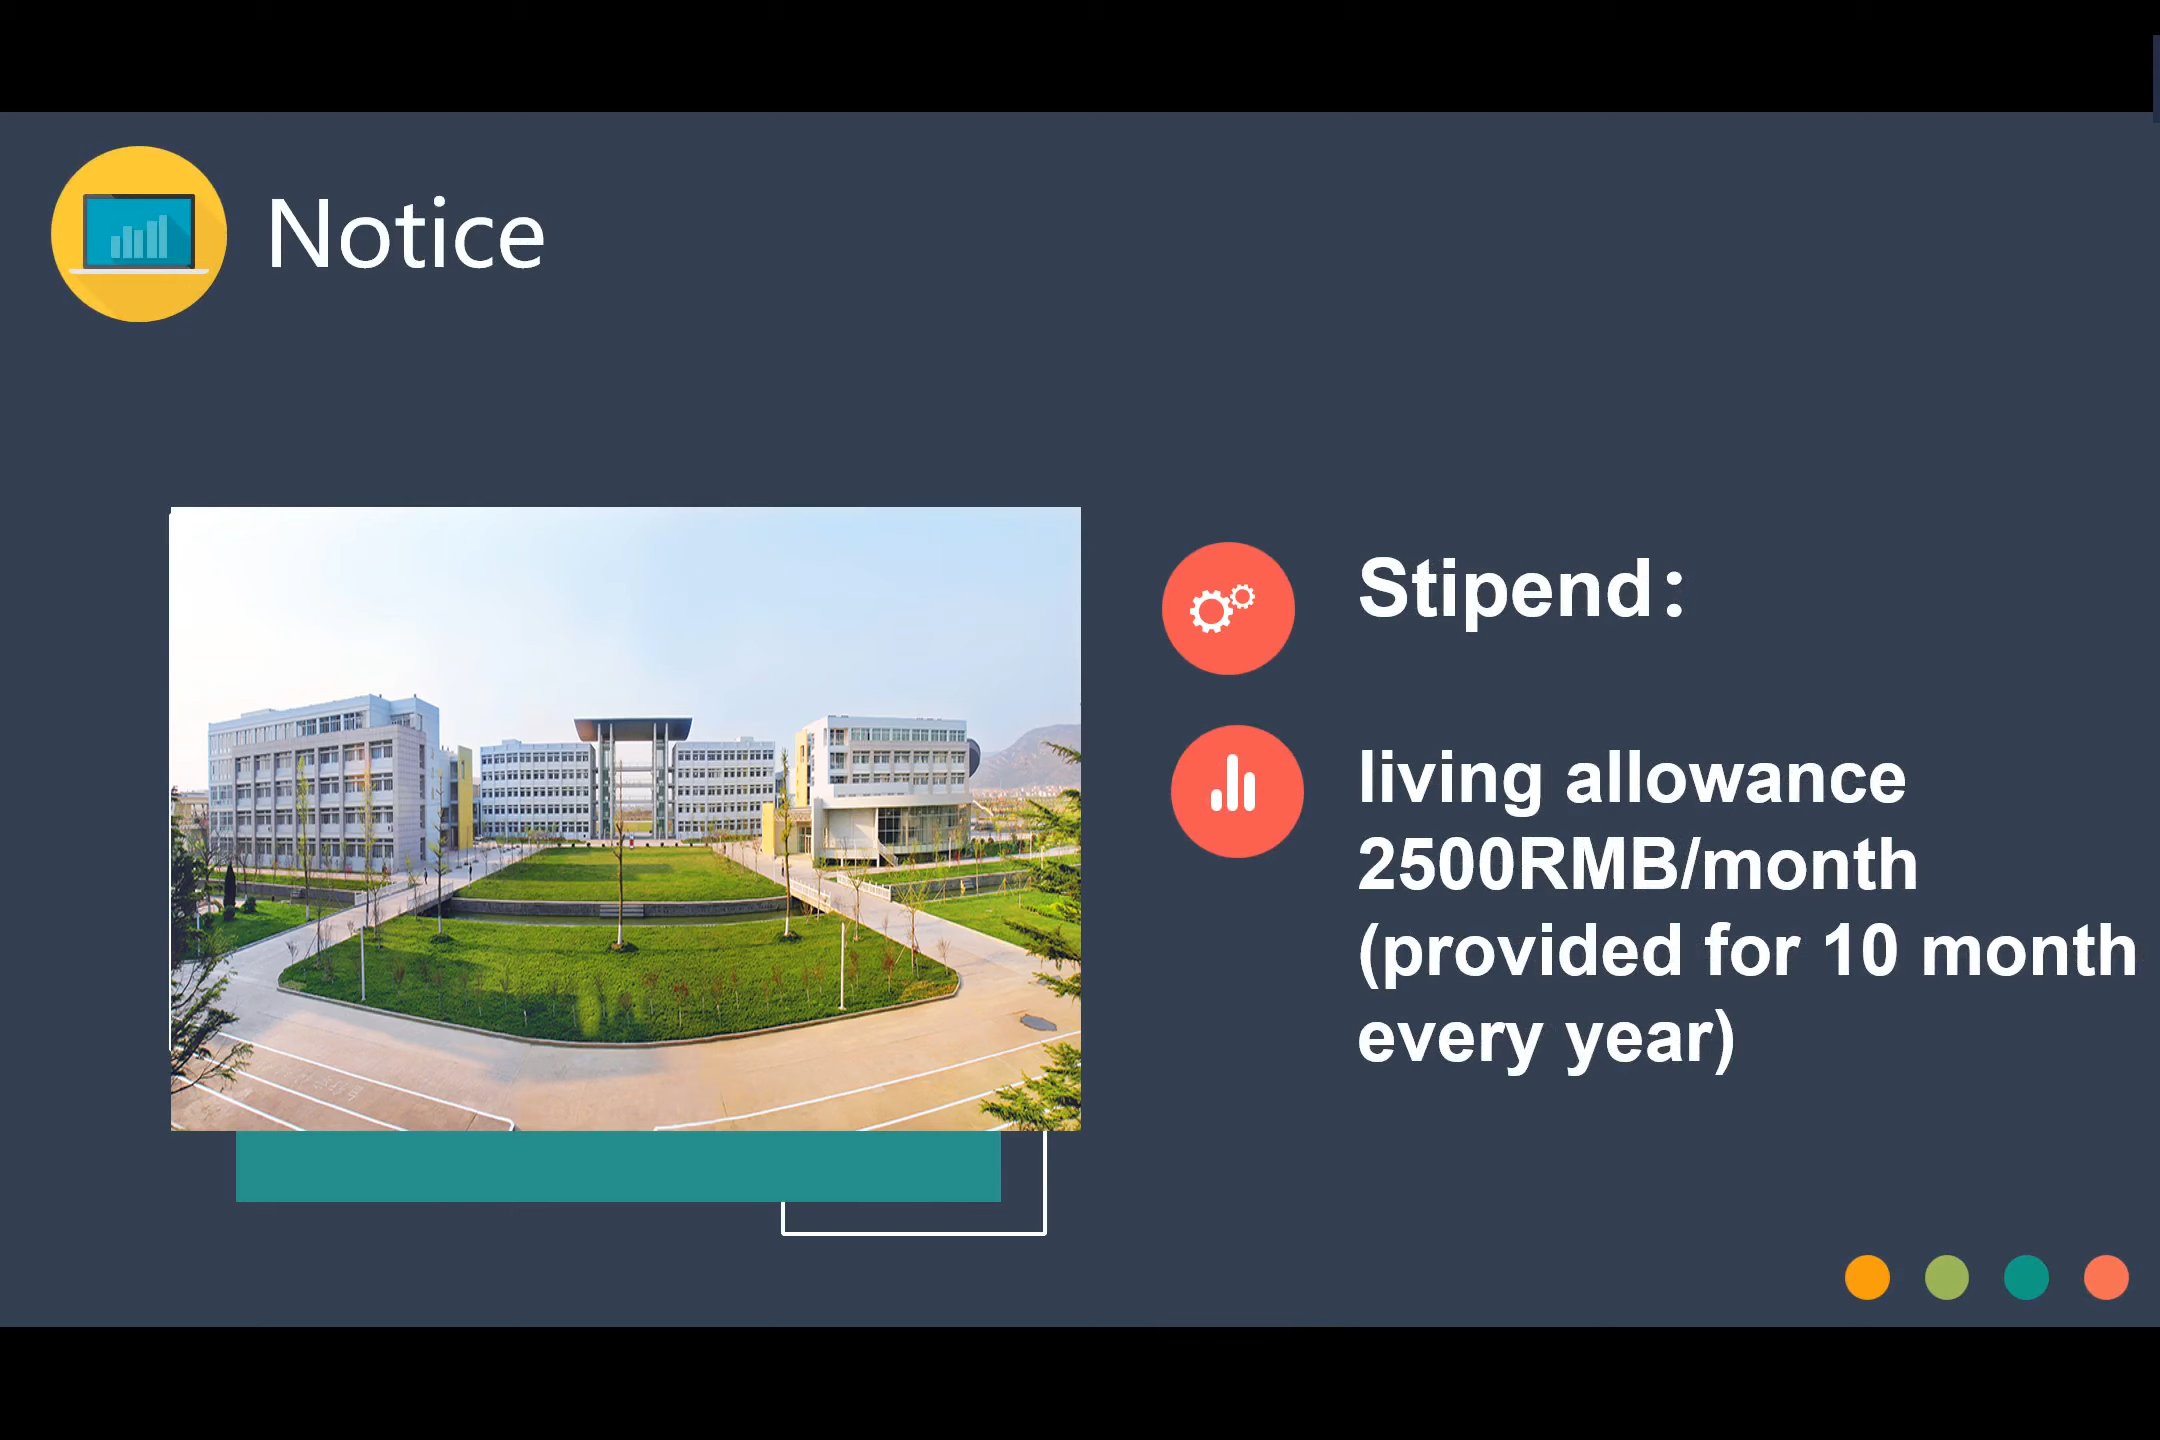 Notice
Stipend：
living allowance
2500RMB/month
(provided for 10 month
every year)